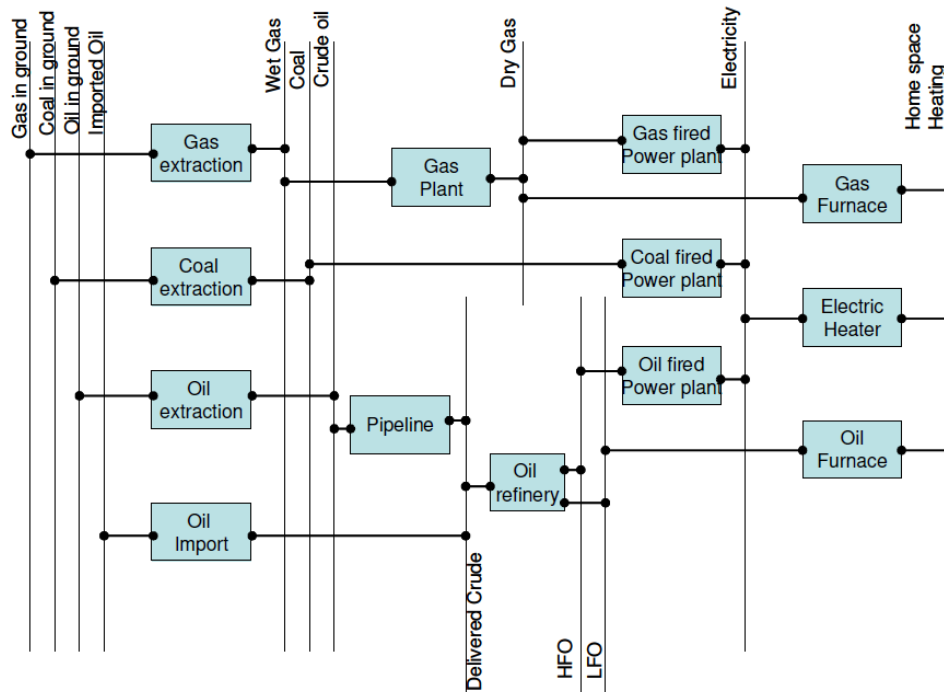 Gas in ground
Coal in ground
Oil in ground
Imported Oil
Wet Gas
Coal
Crude oil
Dry Gas
Electricity
Home space
Heating
Gas
extraction
Gas
Plant
Gas fired
Power plant
Gas
Furnace
Coal
extraction
Coal fired
Power plant
Electric
Heater
Oil
extraction
Pipeline
Oil fired
Power plant
Oil
refinery
Oil
Furnace
Oil
Import
Delivered Crude
HFO
LFO